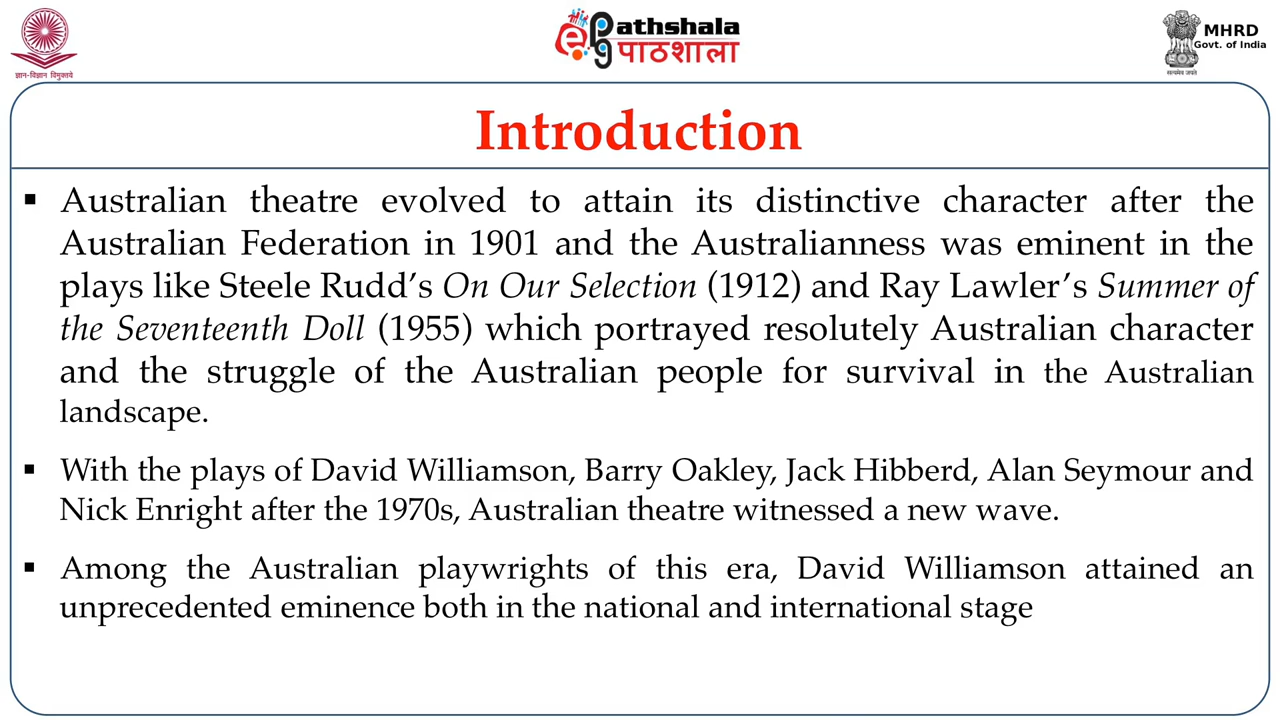 ज्ञान-विज्ञान विमुक्तये
ePathshala
पाठशाला
MHRD
Govt. of India
सत्यमेव जयते
Introduction
▪ Australian theatre evolved to attain its distinctive character after the
Australian Federation in 1901 and the Australianness was eminent in the
plays like Steele Rudd's On Our Selection (1912) and Ray Lawler's Summer of
the Seventeenth Doll (1955) which portrayed resolutely Australian character
and the struggle of the Australian people for survival in the Australian
landscape.
▪ With the plays of David Williamson, Barry Oakley, Jack Hibberd, Alan Seymour and
Nick Enright after the 1970s, Australian theatre witnessed a new wave.
▪ Among the Australian playwrights of this era, David Williamson attained an
unprecedented eminence both in the national and international stage